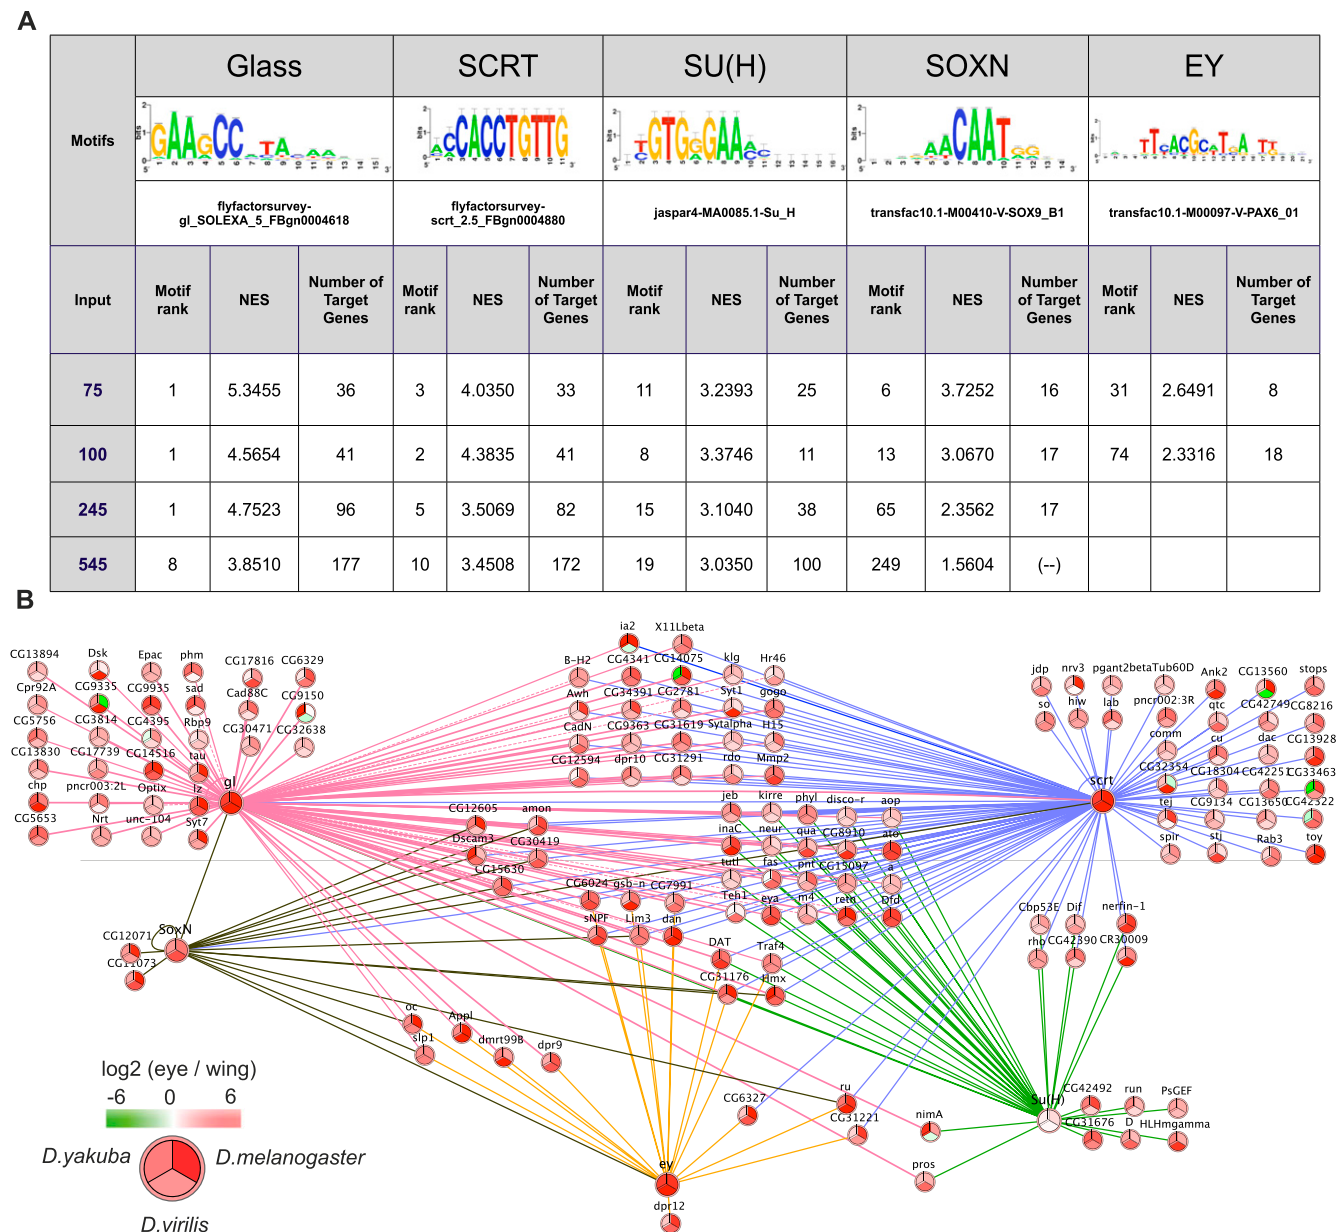 A
Motifs
Glass
SCRT
SU(H)
SOXN
EY
flyfactorsurvey-
gl_SOLEXA_5_FBgn0004618
flyfactorsurvey-
scrt_2.5_FBgn0004880
jaspar4-MA0085.1-Su_H
transfac10.1-M00410-V-SOX9_B1
transfac10.1-M00097-V-PAX6_01
Input
Motif
rank
NES
Number of
Target
Genes
Motif
rank
NES
Number
of Target
Genes
Motif
rank
NES
Number
of Target
Genes
Motif
rank
NES
Number
of Target
Genes
Motif
rank
NES
Number of
Target
Genes
75 1 5.3455 36 3 4.0350 33 11 3.2393 25 6 3.7252 16 31 2.6491 8
100 1 4.5654 41 2 4.3835 41 8 3.3746 11 13 3.0670 17 74 2.3316 18
245 1 4.7523 96 5 3.5069 82 15 3.1040 38 65 2.3562 17
545 8 3.8510 177 10 3.4508 172 19 3.0350 100 249 1.5604 (--)
B
CG13894
Dsk
Epac
phm
CG17816
CG6329
Cpr92A
CG9335
CG9935
sad
Cad88C
CG9150
CG5756
CG3814
CG4395
Rbp9
CG30471
CG32638
CG13830
CG17739
CG14516
tau
chp
pncr003:2L
Optix
lz
gl
CG5653
Nrt
unc-104
Syt7
ia2
X11Lbeta
B-H2
CG4341
CG14075
klg
Hr46
Awh
CG34391
CG2781
Syt1
gogo
CadN
CG9363
CG31619
Sytalpha
H15
CG12594
dpr10
CG31291
rdo
Mmp2
jdp
nrv3
pgant2
betaTub60D
Ank2
CG13560
stops
so
hiw
lab
pncr002:3R
qtc
CG42749
CG8216
comm
cu
dac
CG13928
scrt
CG32354
CG18304
CG42251
CG33463
tej
CG9134
CG13650
CG42322
spir
stj
Rab3
toy
CG12605
amon
Dscam3
CG30419
CG15630
jeb
kirre
phyl
disco-r
aop
inaC
neur
qua
CG8910
ato
tutl
fas
pnt
CG15097
a
Teh1
eya
m4
retn
Dfd
CG6024
gsb-n
CG7991
sNPF
Lim3
dan
DAT
Traf4
CG31176
Hmx
Cbp53E
Dif
nerfin-1
rho
CG42390
CR30009
SoxN
CG12071
CG11073
oc
Appl
slp1
dmrt99B
dpr9
CG6327
ru
CG31221
nimA
pros
Su(H)
CG42492
run
PsGEF
CG31676
D
HLHmgamma
ey
dpr12
log2 (eye / wing)
-6 0 6
D.yakuba
D.melanogaster
D.virilis